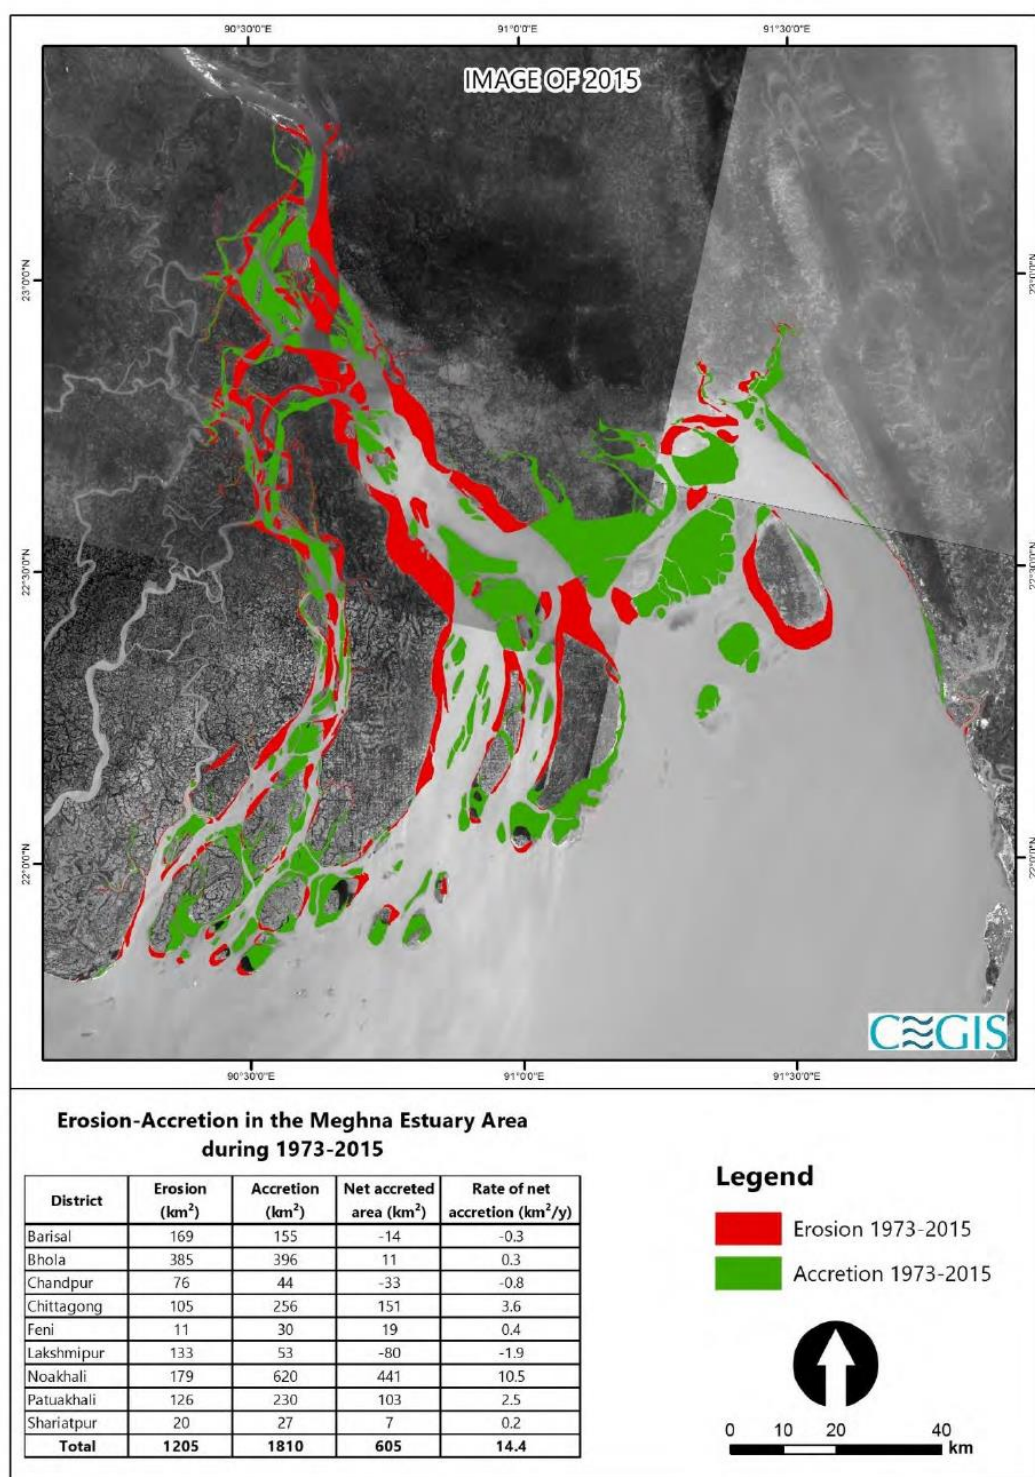 90°30'0"E 91°0'0"E 91°30'0"E
IMAGE OF 2015
23°0'0"N
22°30'0"N
22°0'0"N
CEGIS
90°30'0"E 91°0'0"E 91°30'0"E
Erosion-Accretion in the Meghna Estuary Area
during 1973-2015
District Erosion (km²) Accretion (km²) Net accreted area (km²) Rate of net accretion (km²/y)
Barisal 169 155 -14 -0.3
Bhola 385 396 11 0.3
Chandpur 76 44 -33 -0.8
Chittagong 105 256 151 3.6
Feni 11 30 19 0.4
Lakshmipur 133 53 -80 -1.9
Noakhali 179 620 441 10.5
Patuakhali 126 230 103 2.5
Shariatpur 20 27 7 0.2
Total 1205 1810 605 14.4
Legend
Erosion 1973-2015
Accretion 1973-2015
0 10 20 40
km